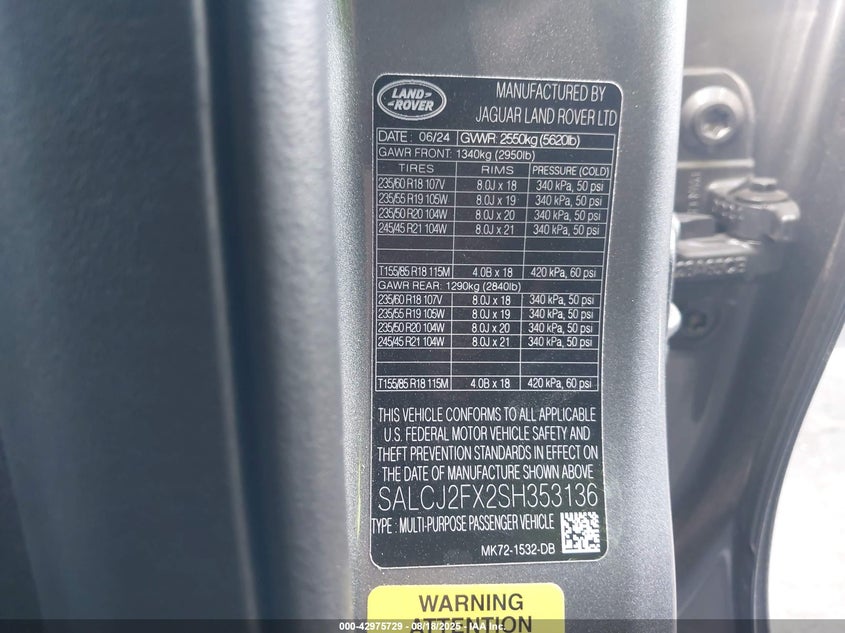 LAND-
-ROVER
MANUFACTURED BY
JAGUAR LAND ROVER LTD
DATE: 06/24 GVWR: 2550kg (5620lb)
GAWR FRONT: 1340kg (2950lb)
TIRES RIMS PRESSURE (COLD)
235/60 R18 107V 8.0J x 18 340 kPa, 50 psi
235/55 R19 105W 8.0J x 19 340 kPa, 50 psi
235/50 R20 104W 8.0J x 20 340 kPa, 50 psi
245/45 R21 104W 8.0J x 21 340 kPa, 50 psi
T155/85 R18 115M 4.0B x 18 420 kPa, 60 psi
GAWR REAR: 1290kg (2840lb)
235/60 R18 107V 8.0J x 18 340 kPa, 50 psi
235/55 R19 105W 8.0J x 19 340 kPa, 50 psi
235/50 R20 104W 8.0J x 20 340 kPa, 50 psi
245/45 R21 104W 8.0J x 21 340 kPa, 50 psi
T155/85 R18 115M 4.0B x 18 420 kPa, 60 psi
THIS VEHICLE CONFORMS TO ALL APPLICABLE
U.S. FEDERAL MOTOR VEHICLE SAFETY AND
THEFT PREVENTION STANDARDS IN EFFECT ON
THE DATE OF MANUFACTURE SHOWN ABOVE
SALCJ2FX2SH353136
TYPE : MULTI-PURPOSE PASSENGER VEHICLE
MK72-1532-DB
WARNING
ATTENTION
000-42975729 - 08/18/2025 - IAA Inc.